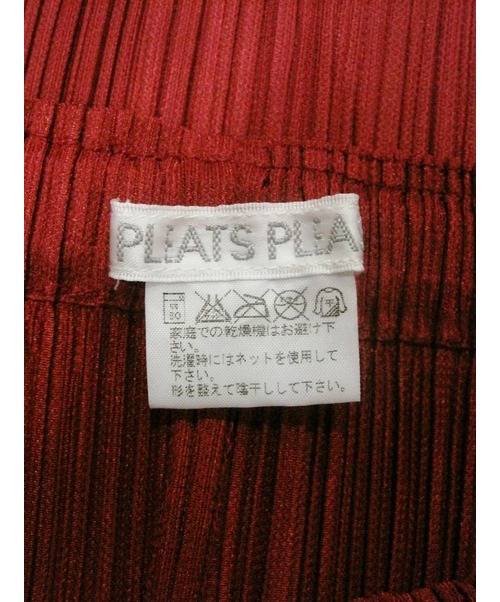 PLEATS PLEA
家庭での乾燥機はお避け下
さい。
洗濯時にはネットを使用して
下さい。
形を整えて陰干しして下さい。